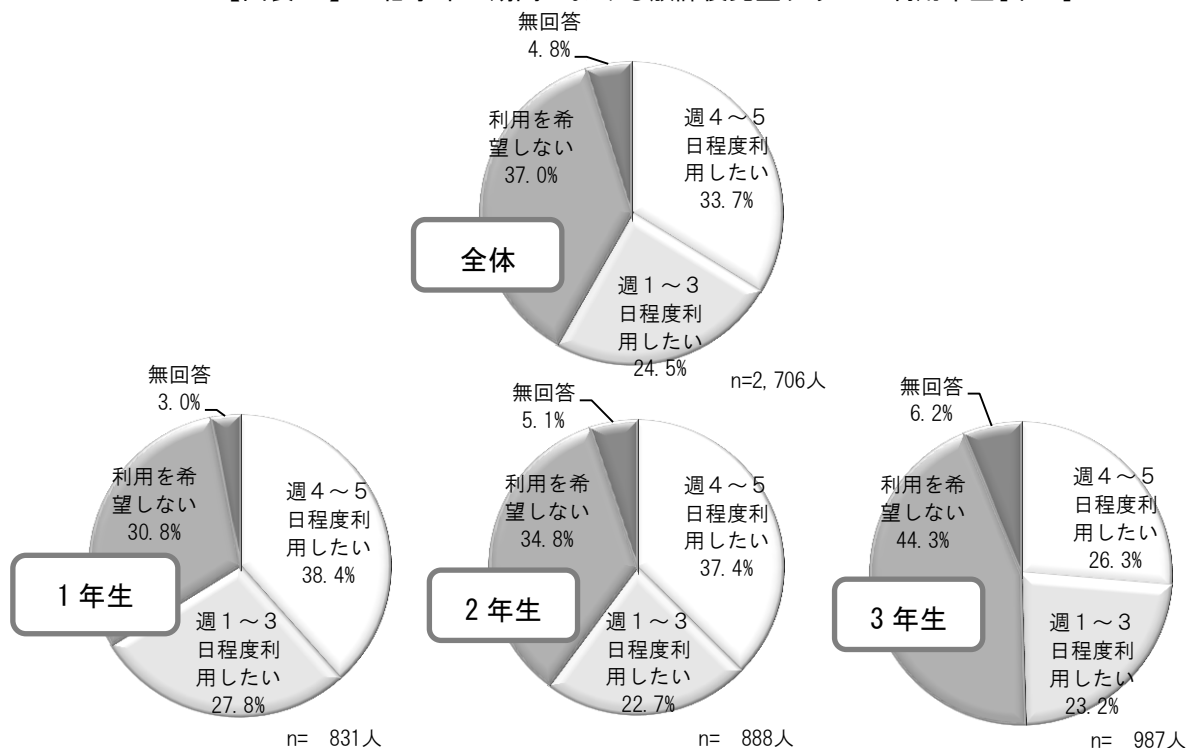 無回答
4.8%
利用を希
望しない
37.0%
週４～５
日程度利
用したい
33.7%
全体
週１～３
日程度利
用したい
24.5%
n=2,706人
無回答
3.0%
利用を希
望しない
30.8%
週４～５
日程度利
用したい
38.4%
１年生
週１～３
日程度利
用したい
27.8%
n= 831人
無回答
5.1%
利用を希
望しない
34.8%
週４～５
日程度利
用したい
37.4%
２年生
週１～３
日程度利
用したい
22.7%
n= 888人
無回答
6.2%
利用を希
望しない
44.3%
週４～５
日程度利
用したい
26.3%
３年生
週１～３
日程度利
用したい
23.2%
n= 987人